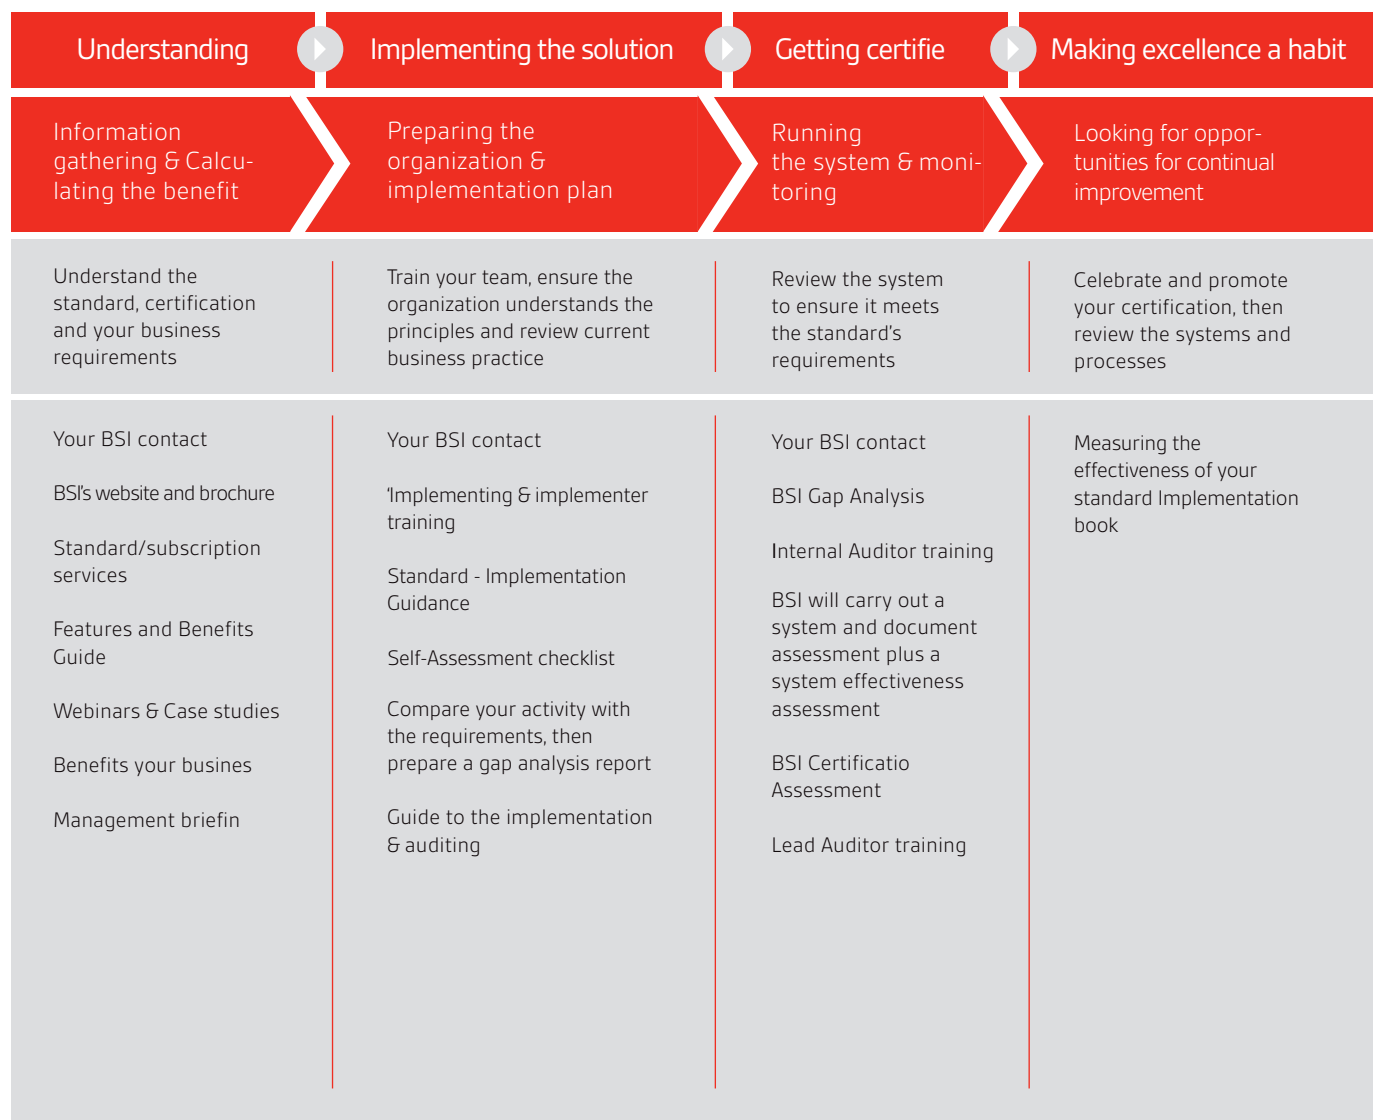 Understanding
Implementing the solution
Getting certifie
Making excellence a habit
Information
gathering & Calcu-
lating the benefit
Preparing the
organization &
implementation plan
Running
the system & moni-
toring
Looking for oppor-
tunities for continual
improvement
Understand the
standard, certification
and your business
requirements
Train your team, ensure the
organization understands the
principles and review current
business practice
Review the system
to ensure it meets
the standard's
requirements
Celebrate and promote
your certification, then
review the systems and
processes
Your BSI contact
BSI's website and brochure
Standard/subscription
services
Features and Benefits
Guide
Webinars & Case studies
Benefits your busines
Management briefin
Your BSI contact
'Implementing & implementer
training
Standard - Implementation
Guidance
Self-Assessment checklist
Compare your activity with
the requirements, then
prepare a gap analysis report
Guide to the implementation
& auditing
Your BSI contact
BSI Gap Analysis
Internal Auditor training
BSI will carry out a
system and document
assessment plus a
system effectiveness
assessment
BSI Certificatio
Assessment
Lead Auditor training
Measuring the
effectiveness of your
standard Implementation
book